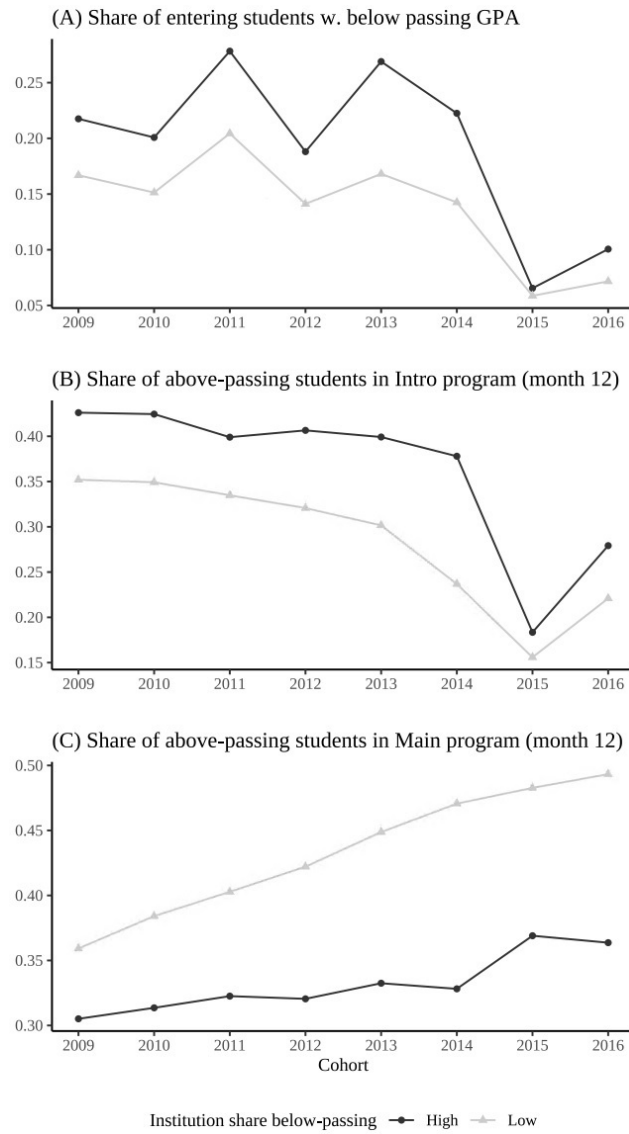 (A) Share of entering students w. below passing GPA
0.25
0.20
0.15
0.10
0.05
2009 2010 2011 2012 2013 2014 2015 2016
(B) Share of above-passing students in Intro program (month 12)
0.40
0.35
0.30
0.25
0.20
0.15
2009 2010 2011 2012 2013 2014 2015 2016
(C) Share of above-passing students in Main program (month 12)
0.50
0.45
0.40
0.35
0.30
2009 2010 2011 2012 2013 2014 2015 2016
Cohort
Institution share below-passing High Low